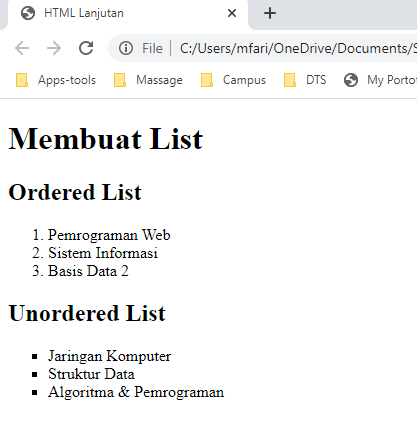 HTML Lanjutan
File | C:/Users/mfari/OneDrive/Documents/
Apps-tools Massage Campus DTS My Porto
Membuat List
Ordered List
1. Pemrograman Web
2. Sistem Informasi
3. Basis Data 2
Unordered List
▪ Jaringan Komputer
▪ Struktur Data
▪ Algoritma & Pemrograman